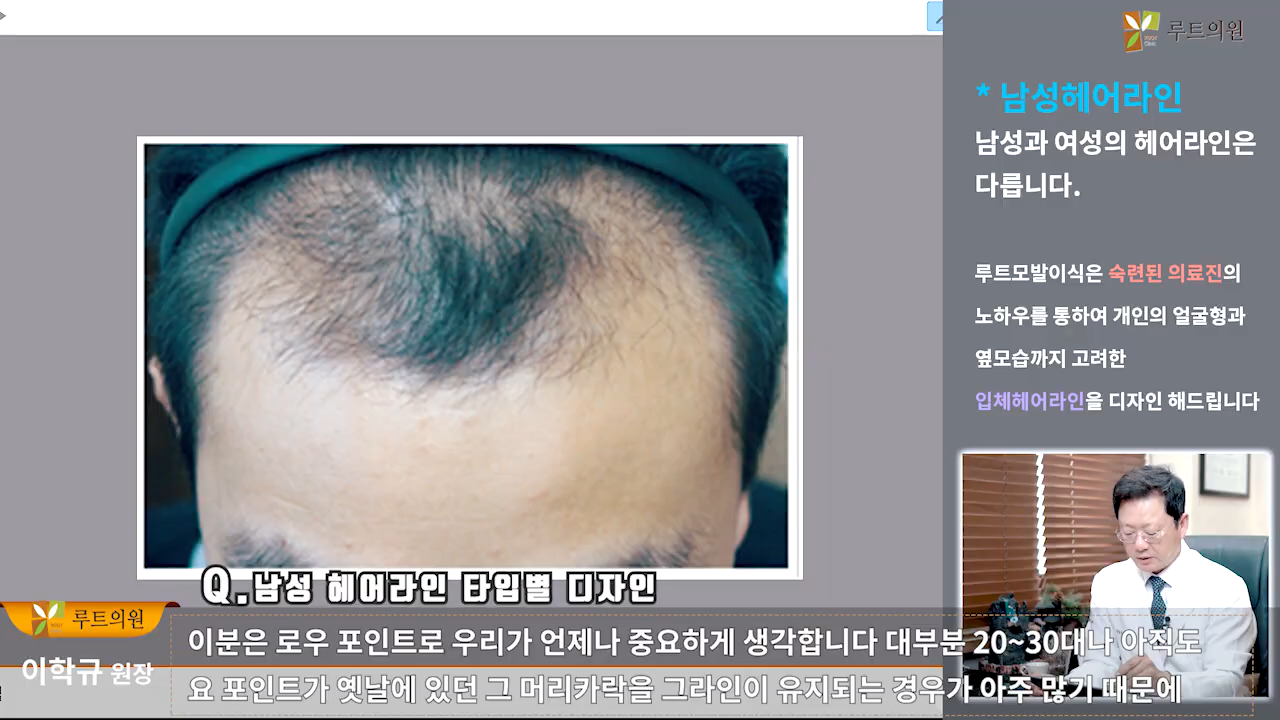 루트의원
* 남성헤어라인
남성과 여성의 헤어라인은
다릅니다.
루트모발이식은 숙련된 의료진의
노하우를 통하여 개인의 얼굴형과
옆모습까지 고려한
입체헤어라인을 디자인 해드립니다
Q.남성 헤어라인 타입별 디자인
루트의원
이학규 원장
이분은 로우 포인트로 우리가 언제나 중요하게 생각합니다 대부분 20~30대나 아직도
요 포인트가 옛날에 있던 그 머리카락을 그라인이 유지되는 경우가 아주 많기 때문에